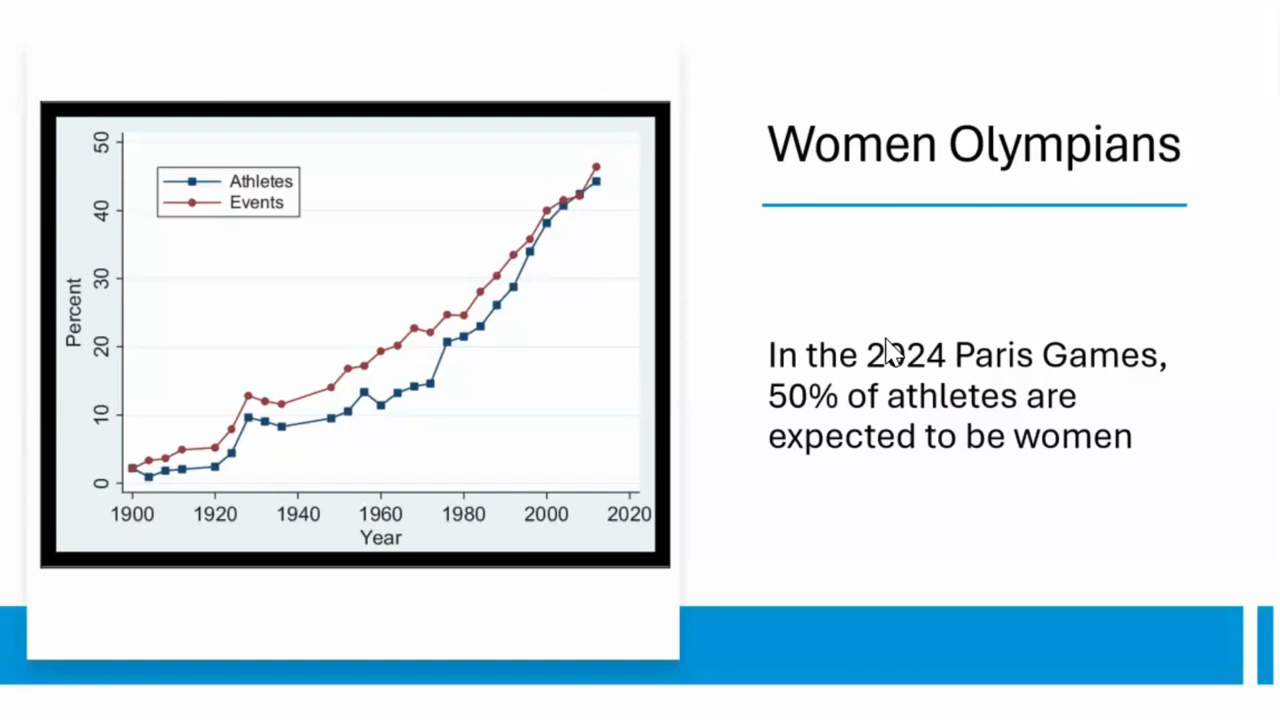 Women Olympians
In the 2024 Paris Games,
50% of athletes are
expected to be women
Athletes
Events
Percent
50
40
30
20
10
0
1900 1920 1940 1960 1980 2000 2020
Year